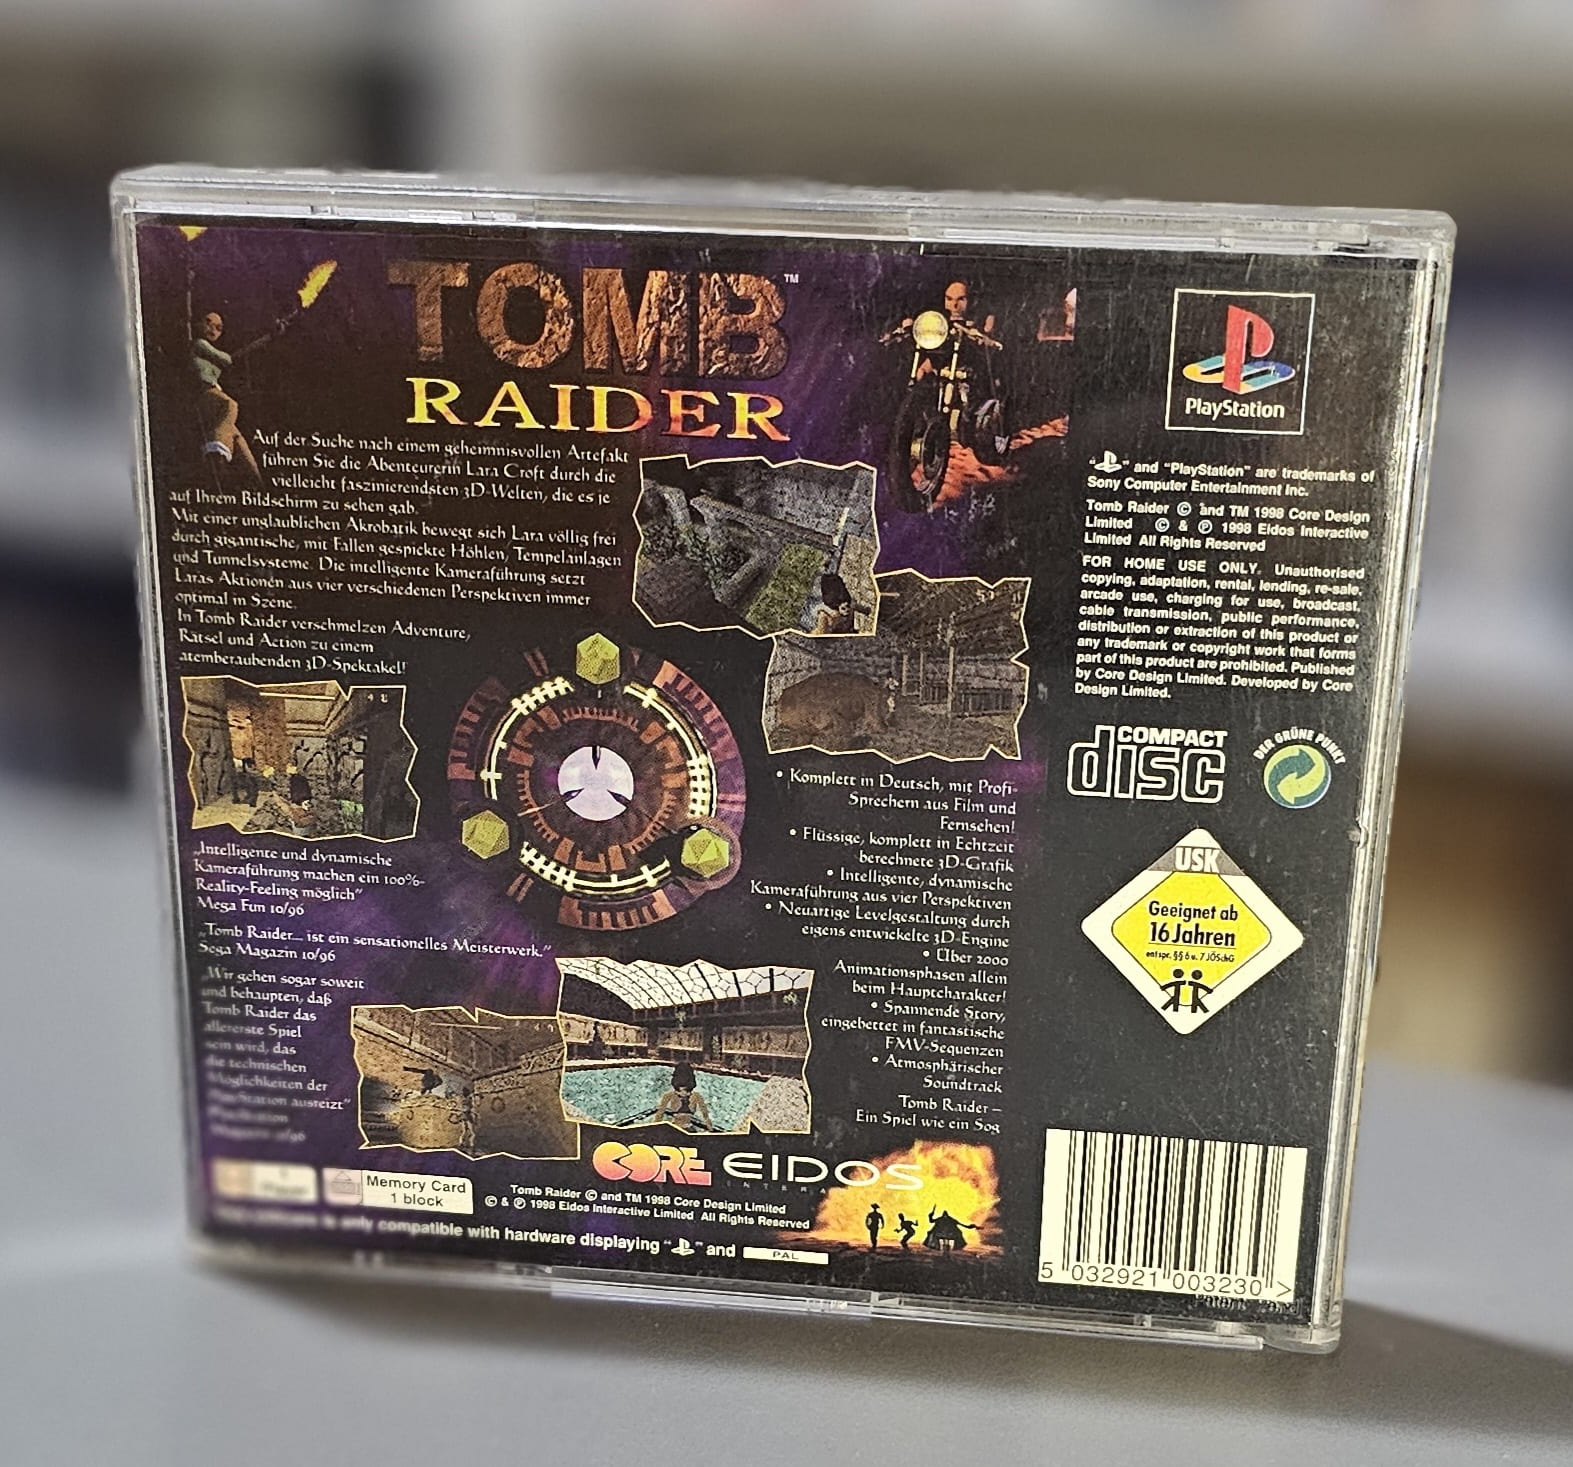 TOMB™
RAIDER
Auf der Suche nach einem geheimnisvollen Artefakt
führen Sie die Abenteurerin Lara Croft durch die
vielleicht faszinierendsten 3D-Welten, die es je
auf Ihrem Bildschirm zu sehen gab.
Mit einer unglaublichen Akrobatik bewegt sich Lara völlig frei
durch gigantische, mit Fallen gespickte Höhlen, Tempelanlagen
und Tunnelsysteme. Die intelligente Kameraführung setzt
Laras Aktionen aus vier verschiedenen Perspektiven immer
optimal in Szene.
In Tomb Raider verschmelzen Adventure,
Rätsel und Action zu einem
atemberaubenden 3D-Spektakel!
„Intelligente und dynamische
Kameraführung machen ein 100%-
Reality-Feeling möglich"
Mega Fun 10/96
„Tomb Raider... ist ein sensationelles Meisterwerk."
Sega Magazin 10/96
„Wir gehen sogar soweit
und behaupten, daß
Tomb Raider das
allererste Spiel
sein wird, das
die technischen
Möglichkeiten der
PlayStation ausreizt"
PlayStation
Magazin
• Komplett in Deutsch, mit Profi-
Sprechern aus Film und
Fernsehen!
• Flüssige, komplett in Echtzeit
berechnete 3D-Grafik
• Intelligente, dynamische
Kameraführung aus vier Perspektiven
• Neuartige Levelgestaltung durch
eigens entwickelte 3D-Engine
• Über 2000
Animationsphasen allein
beim Hauptcharakter!
• Spannende Story,
eingebettet in fantastische
FMV-Sequenzen
• Atmosphärischer
Soundtrack
Tomb Raider –
Ein Spiel wie ein Sog
Player
Memory Card
1 block
CORE EIDOS
Tomb Raider © and TM 1998 Core Design Limited
© & ℗ 1998 Eidos Interactive Limited All Rights Reserved
is only compatible with hardware displaying " " and PAL
PlayStation
" " and "PlayStation" are trademarks of
Sony Computer Entertainment Inc.
Tomb Raider © and TM 1998 Core Design
Limited © & ℗ 1998 Eidos Interactive
Limited All Rights Reserved
FOR HOME USE ONLY. Unauthorised
copying, adaptation, rental, lending, re-sale,
arcade use, charging for use, broadcast,
cable transmission, public performance,
distribution or extraction of this product or
any trademark or copyright work that forms
part of this product are prohibited. Published
by Core Design Limited. Developed by Core
Design Limited.
COMPACT
disc
DER GRÜNE PUNKT
USK
Geeignet ab
16 Jahren
entspr. §§ 6 u. 7 JÖSchG
5 032921 003230 >